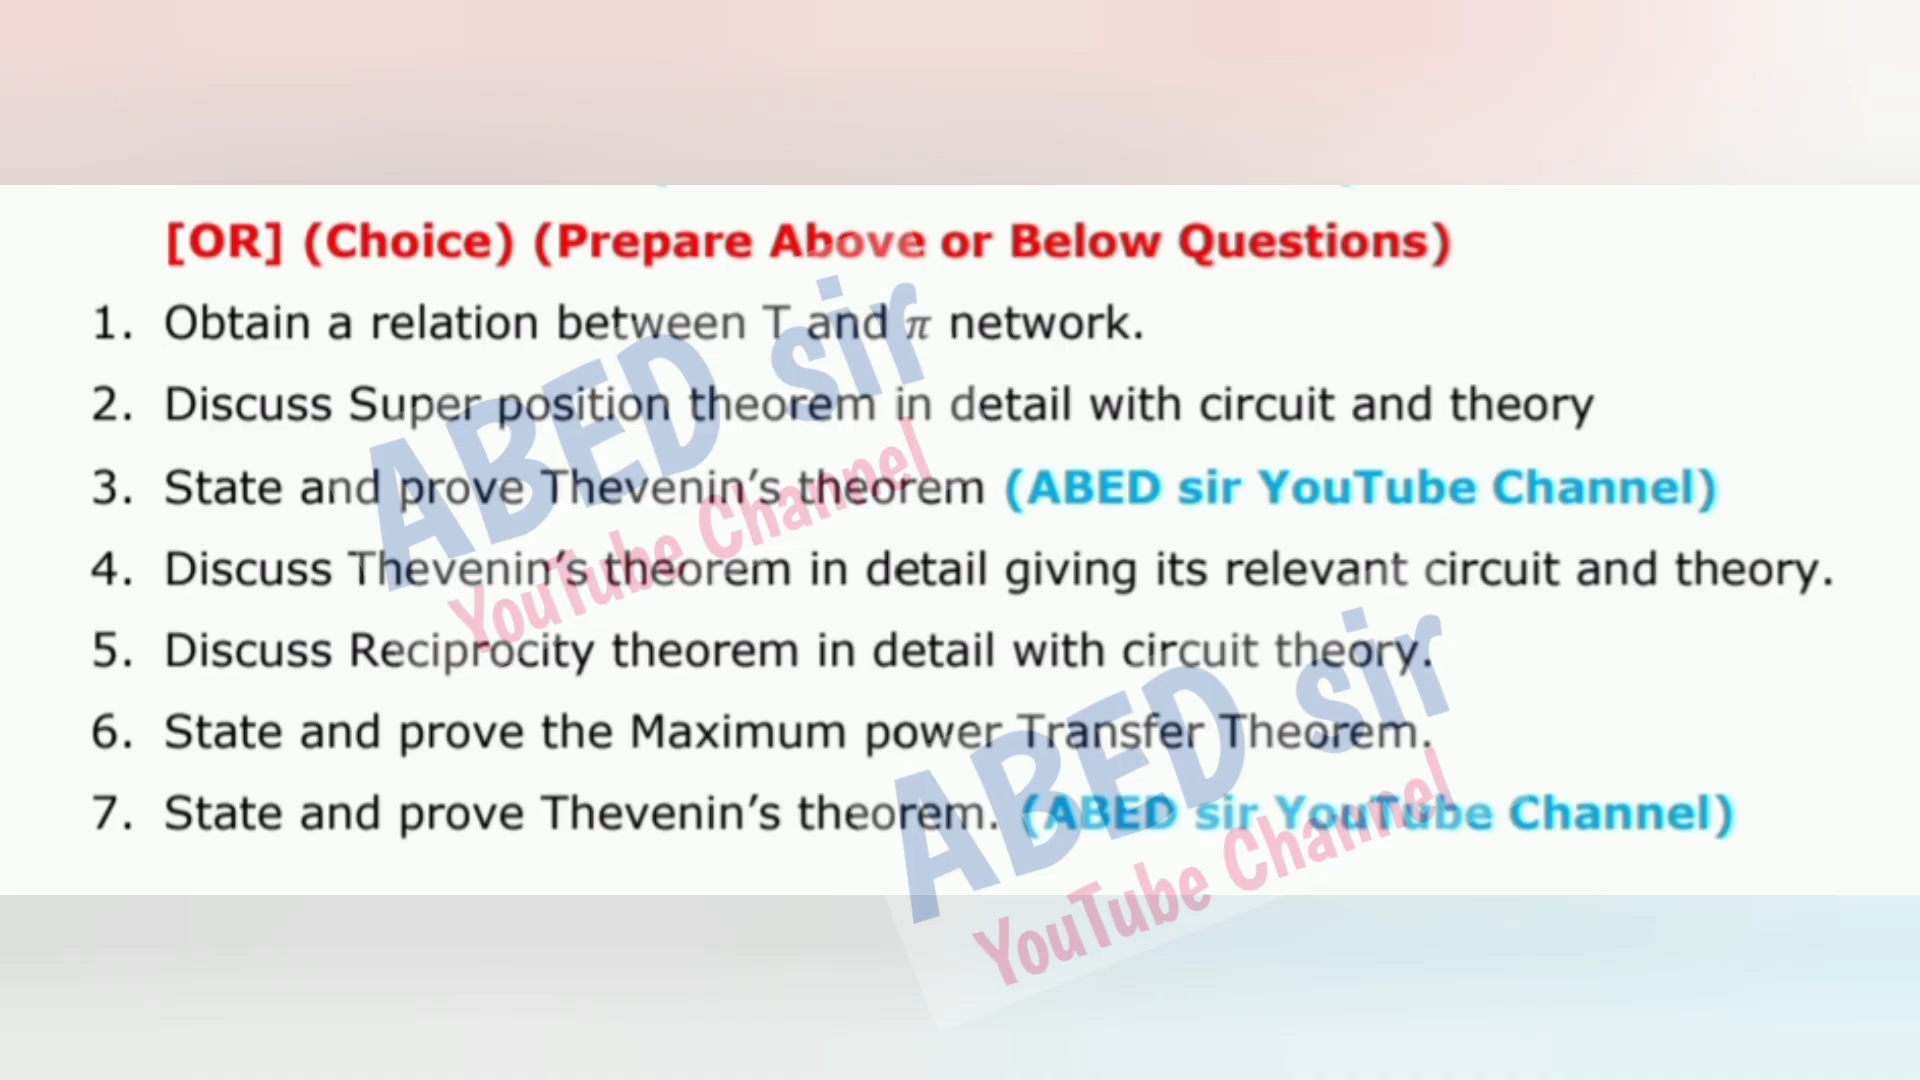 [OR] (Choice) (Prepare Above or Below Questions)
1. Obtain a relation between T and π network.
2. Discuss Super position theorem in detail with circuit and theory
3. State and prove Thevenin’s theorem (ABED sir YouTube Channel)
4. Discuss Thevenin’s theorem in detail giving its relevant circuit and theory.
5. Discuss Reciprocity theorem in detail with circuit theory.
6. State and prove the Maximum power Transfer Theorem.
7. State and prove Thevenin’s theorem. (ABED sir YouTube Channel)
ABED sir
YouTube Channel
ABED sir
YouTube Channel